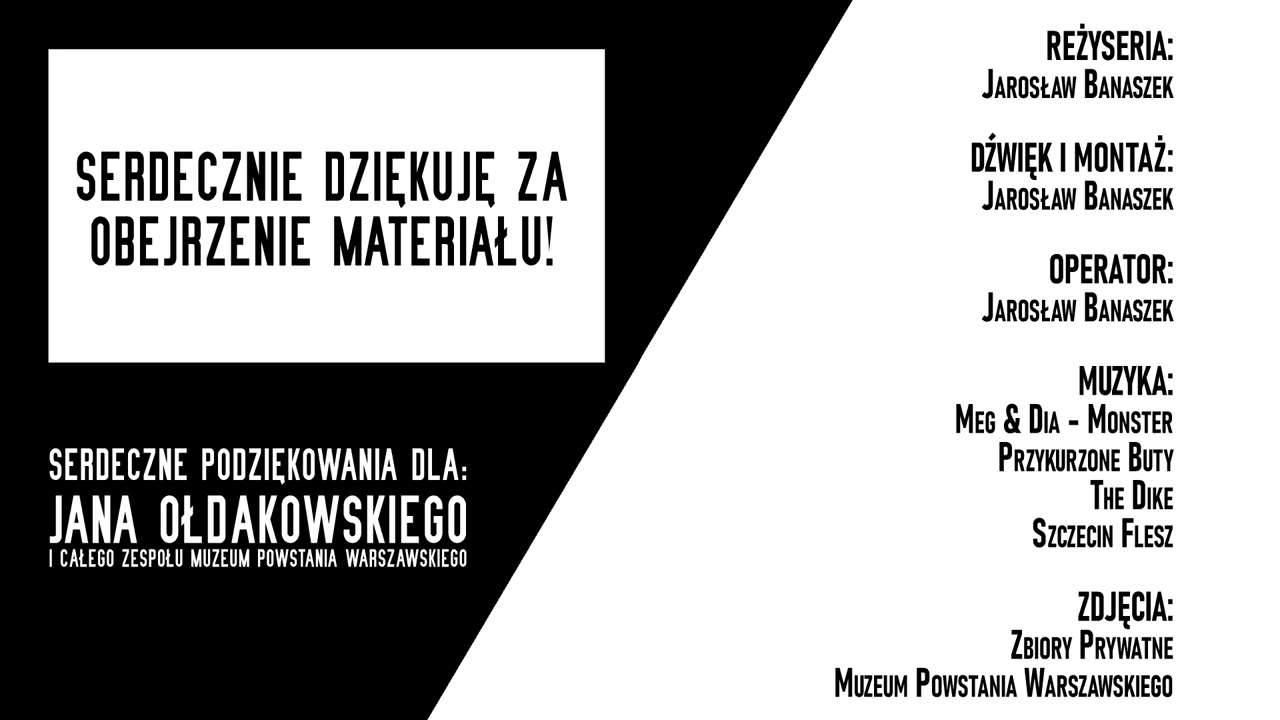 SERDECZNIE DZIĘKUJĘ ZA
OBEJRZENIE MATERIAŁU!
SERDECZNE PODZIĘKOWANIA DLA:
JANA OŁDAKOWSKIEGO
I CAŁEGO ZESPOŁU MUZEUM POWSTANIA WARSZAWSKIEGO
REŻYSERIA:
JAROSŁAW BANASZEK
DŹWIĘK I MONTAŻ:
JAROSŁAW BANASZEK
OPERATOR:
JAROSŁAW BANASZEK
MUZYKA:
MEG & DIA - MONSTER
PRZYKURZONE BUTY
THE DIKE
SZCZECIN FLESZ
ZDJĘCIA:
ZBIORY PRYWATNE
MUZEUM POWSTANIA WARSZAWSKIEGO